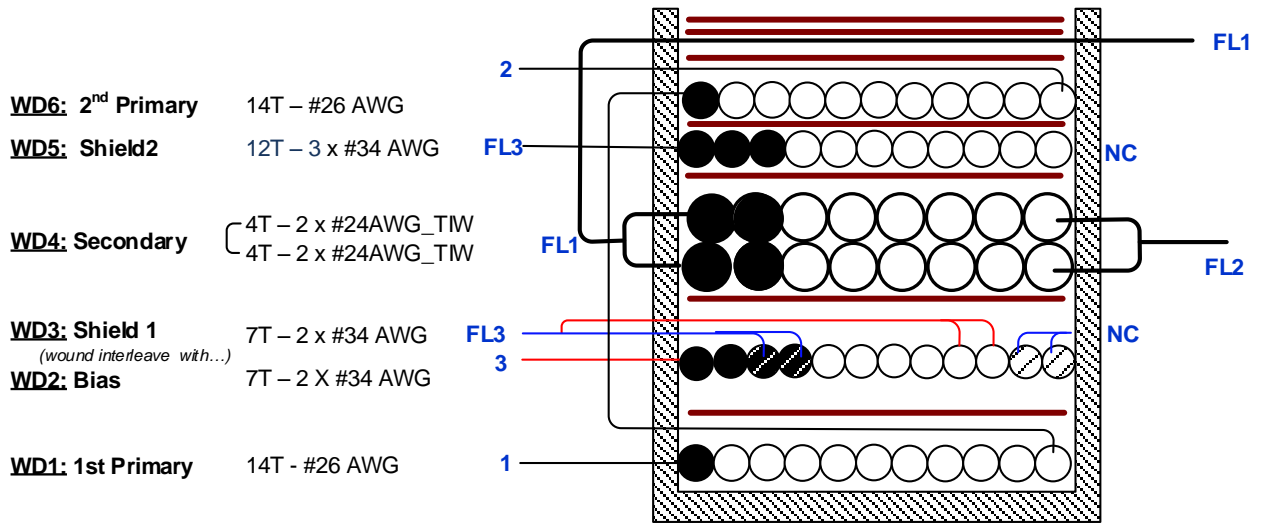 FL1
2
WD6: 2nd Primary 14T – #26 AWG
WD5: Shield2 12T – 3 x #34 AWG FL3 NC
4T – 2 x #24AWG_TIW
WD4: Secondary FL1
4T – 2 x #24AWG_TIW
FL2
WD3: Shield 1 7T – 2 x #34 AWG FL3 NC
(wound interleave with...) 3
WD2: Bias 7T – 2 X #34 AWG
WD1: 1st Primary 14T - #26 AWG 1